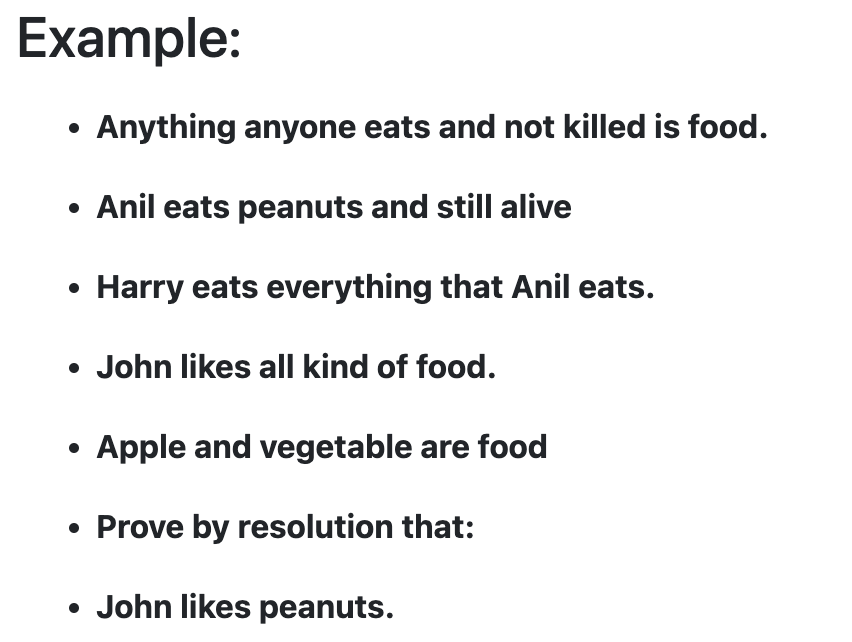 Example:
• Anything anyone eats and not killed is food.
• Anil eats peanuts and still alive
• Harry eats everything that Anil eats.
• John likes all kind of food.
• Apple and vegetable are food
• Prove by resolution that:
• John likes peanuts.